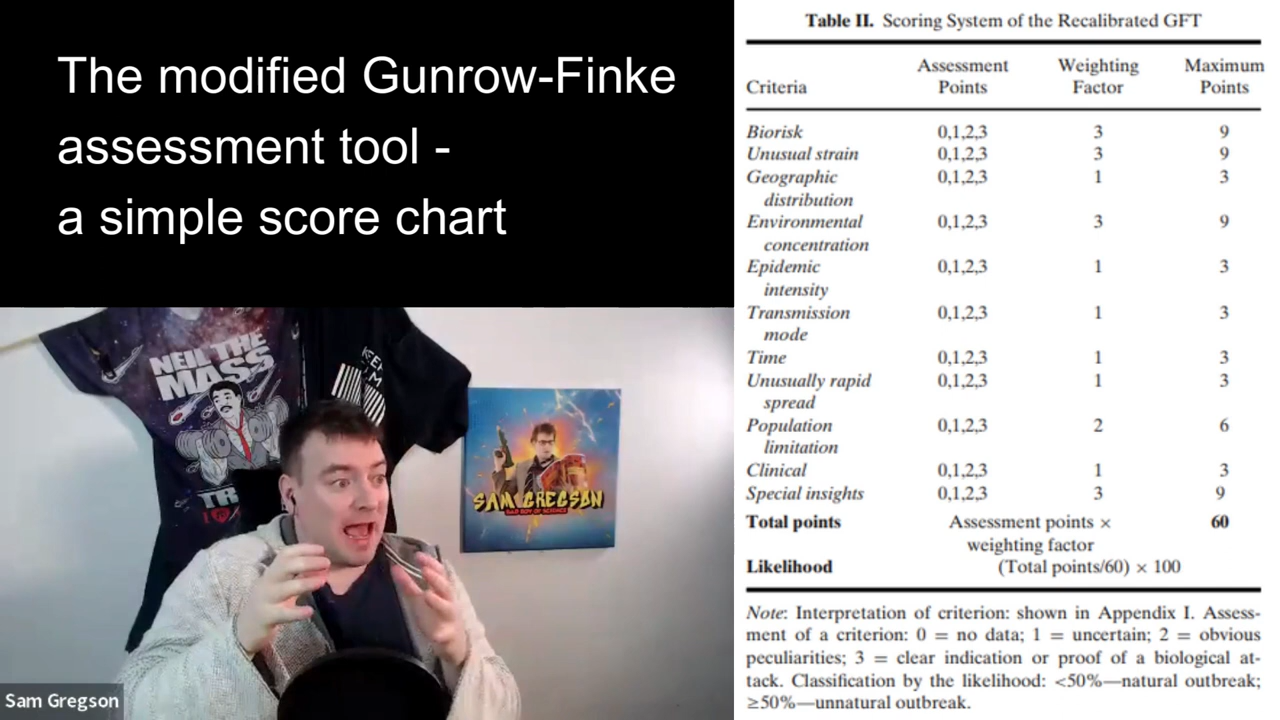 The modified Gunrow-Finke
assessment tool -
a simple score chart
NEIL THE
MASS
TR
SAM GREGSON
BAD BOY OF SCIENCE
Sam Gregson
Table II. Scoring System of the Recalibrated GFT
Criteria Assessment Points Weighting Factor Maximum Points
Biorisk 0,1,2,3 3 9
Unusual strain 0,1,2,3 3 9
Geographic 0,1,2,3 1 3
distribution
Environmental 0,1,2,3 3 9
concentration
Epidemic 0,1,2,3 1 3
intensity
Transmission 0,1,2,3 1 3
mode
Time 0,1,2,3 1 3
Unusually rapid 0,1,2,3 1 3
spread
Population 0,1,2,3 2 6
limitation
Clinical 0,1,2,3 1 3
Special insights 0,1,2,3 3 9
Total points Assessment points × 60
weighting factor
Likelihood (Total points/60) × 100
Note: Interpretation of criterion: shown in Appendix I. Assess-
ment of a criterion: 0 = no data; 1 = uncertain; 2 = obvious
peculiarities; 3 = clear indication or proof of a biological at-
tack. Classification by the likelihood: <50%—natural outbreak;
≥50%—unnatural outbreak.